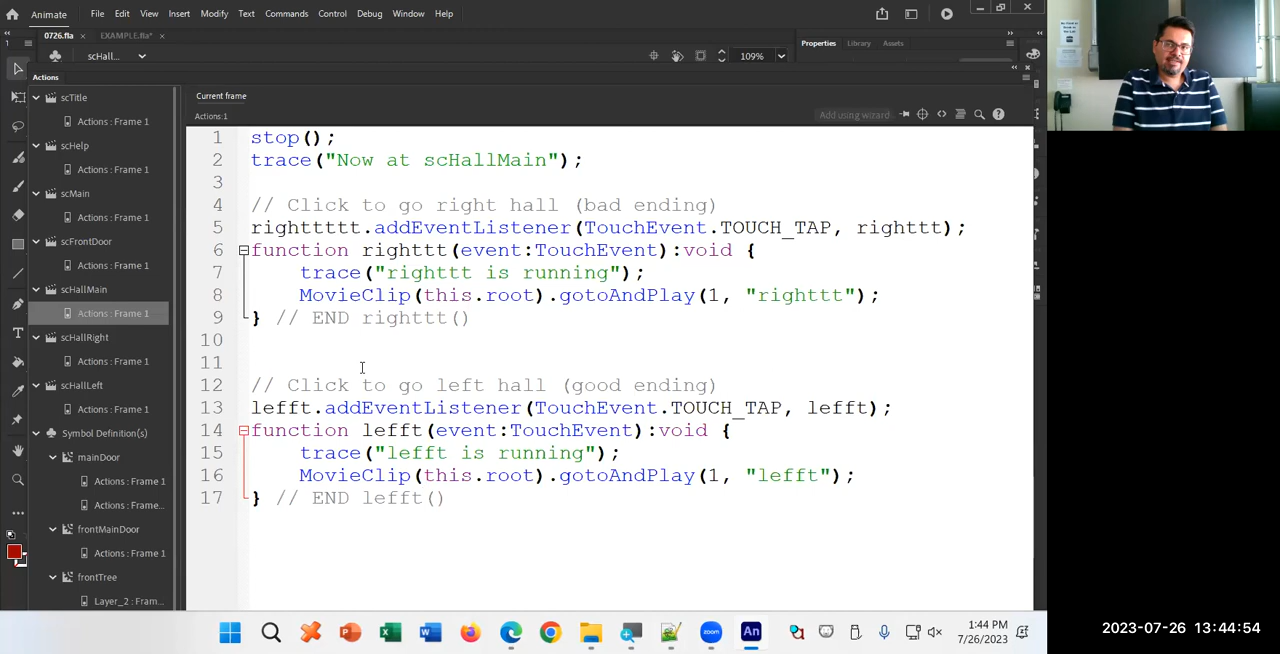 Animate File Edit View Insert Modify Text Commands Control Debug Window Help
0726.fla × EXAMPLE.fla* ×
scHall... 109% Properties Library Assets
Actions
Current frame
Actions:1 Add using wizard
scTitle
Actions : Frame 1
scHelp
Actions : Frame 1
scMain
Actions : Frame 1
scFrontDoor
Actions : Frame 1
scHallMain
Actions : Frame 1
scHallRight
Actions : Frame 1
scHallLeft
Actions : Frame 1
Symbol Definition(s)
mainDoor
Actions : Frame 1
Actions : Frame...
frontMainDoor
Actions : Frame 1
frontTree
Layer_2 : Fram...
1 stop();
2 trace("Now at scHallMain");
3
4 // Click to go right hall (bad ending)
5 righttttt.addEventListener(TouchEvent.TOUCH_TAP, righttt);
6 function righttt(event:TouchEvent):void {
7 trace("righttt is running");
8 MovieClip(this.root).gotoAndPlay(1, "righttt");
9 } // END righttt()
10
11
12 // Click to go left hall (good ending)
13 lefft.addEventListener(TouchEvent.TOUCH_TAP, lefft);
14 function lefft(event:TouchEvent):void {
15 trace("lefft is running");
16 MovieClip(this.root).gotoAndPlay(1, "lefft");
17 } // END lefft()
zoom An
1:44 PM
7/26/2023
2023-07-26 13:44:54